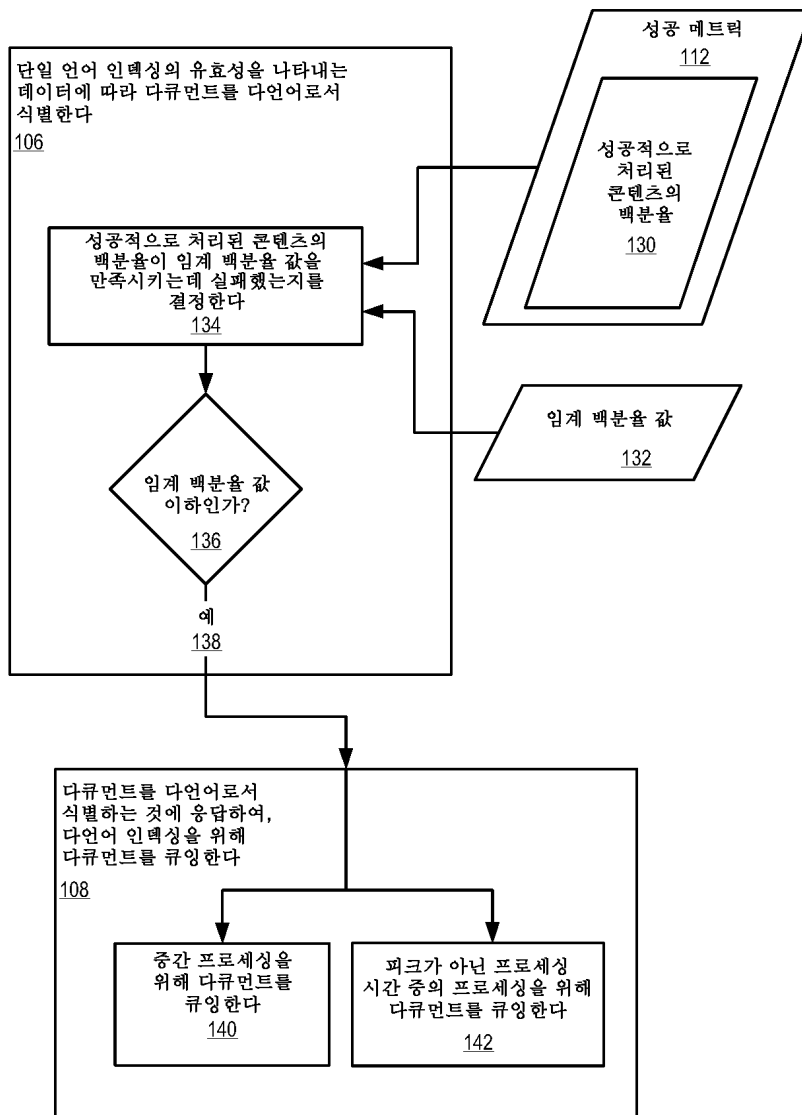 성공 메트릭
112
성공적으로
처리된
콘텐츠의
백분율
130
단일 언어 인덱싱의 유효성을 나타내는
데이터에 따라 다큐먼트를 다언어로서
식별한다
106
성공적으로 처리된 콘텐츠의
백분율이 임계 백분율 값을
만족시키는데 실패했는지를
결정한다
134
임계 백분율 값
132
임계 백분율 값
이하인가?
136
예
138
다큐먼트를 다언어로서
식별하는 것에 응답하여,
다언어 인덱싱을 위해
다큐먼트를 큐잉한다
108
중간 프로세싱을
위해 다큐먼트를
큐잉한다
140
피크가 아닌 프로세싱
시간 중의 프로세싱을 위해
다큐먼트를 큐잉한다
142